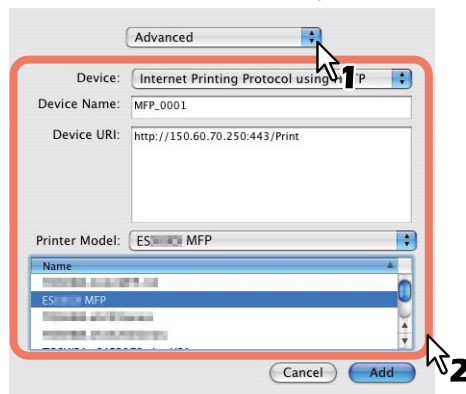 Advanced
1
Device: Internet Printing Protocol using P
Device Name: MFP_0001
Device URI: http://150.60.70.250:443/Print
Printer Model: ES MFP
Name
ES MFP
2
Cancel Add